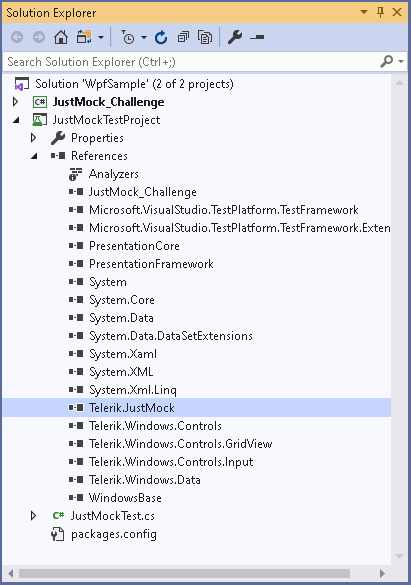 Solution Explorer
Search Solution Explorer (Ctrl+;)
Solution 'WpfSample' (2 of 2 projects)
C# JustMock_Challenge
JustMockTestProject
Properties
References
Analyzers
JustMock_Challenge
Microsoft.VisualStudio.TestPlatform.TestFramework
Microsoft.VisualStudio.TestPlatform.TestFramework.Exten
PresentationCore
PresentationFramework
System
System.Core
System.Data
System.Data.DataSetExtensions
System.Xaml
System.XML
System.Xml.Linq
Telerik.JustMock
Telerik.Windows.Controls
Telerik.Windows.Controls.GridView
Telerik.Windows.Controls.Input
Telerik.Windows.Data
WindowsBase
C# JustMockTest.cs
packages.config